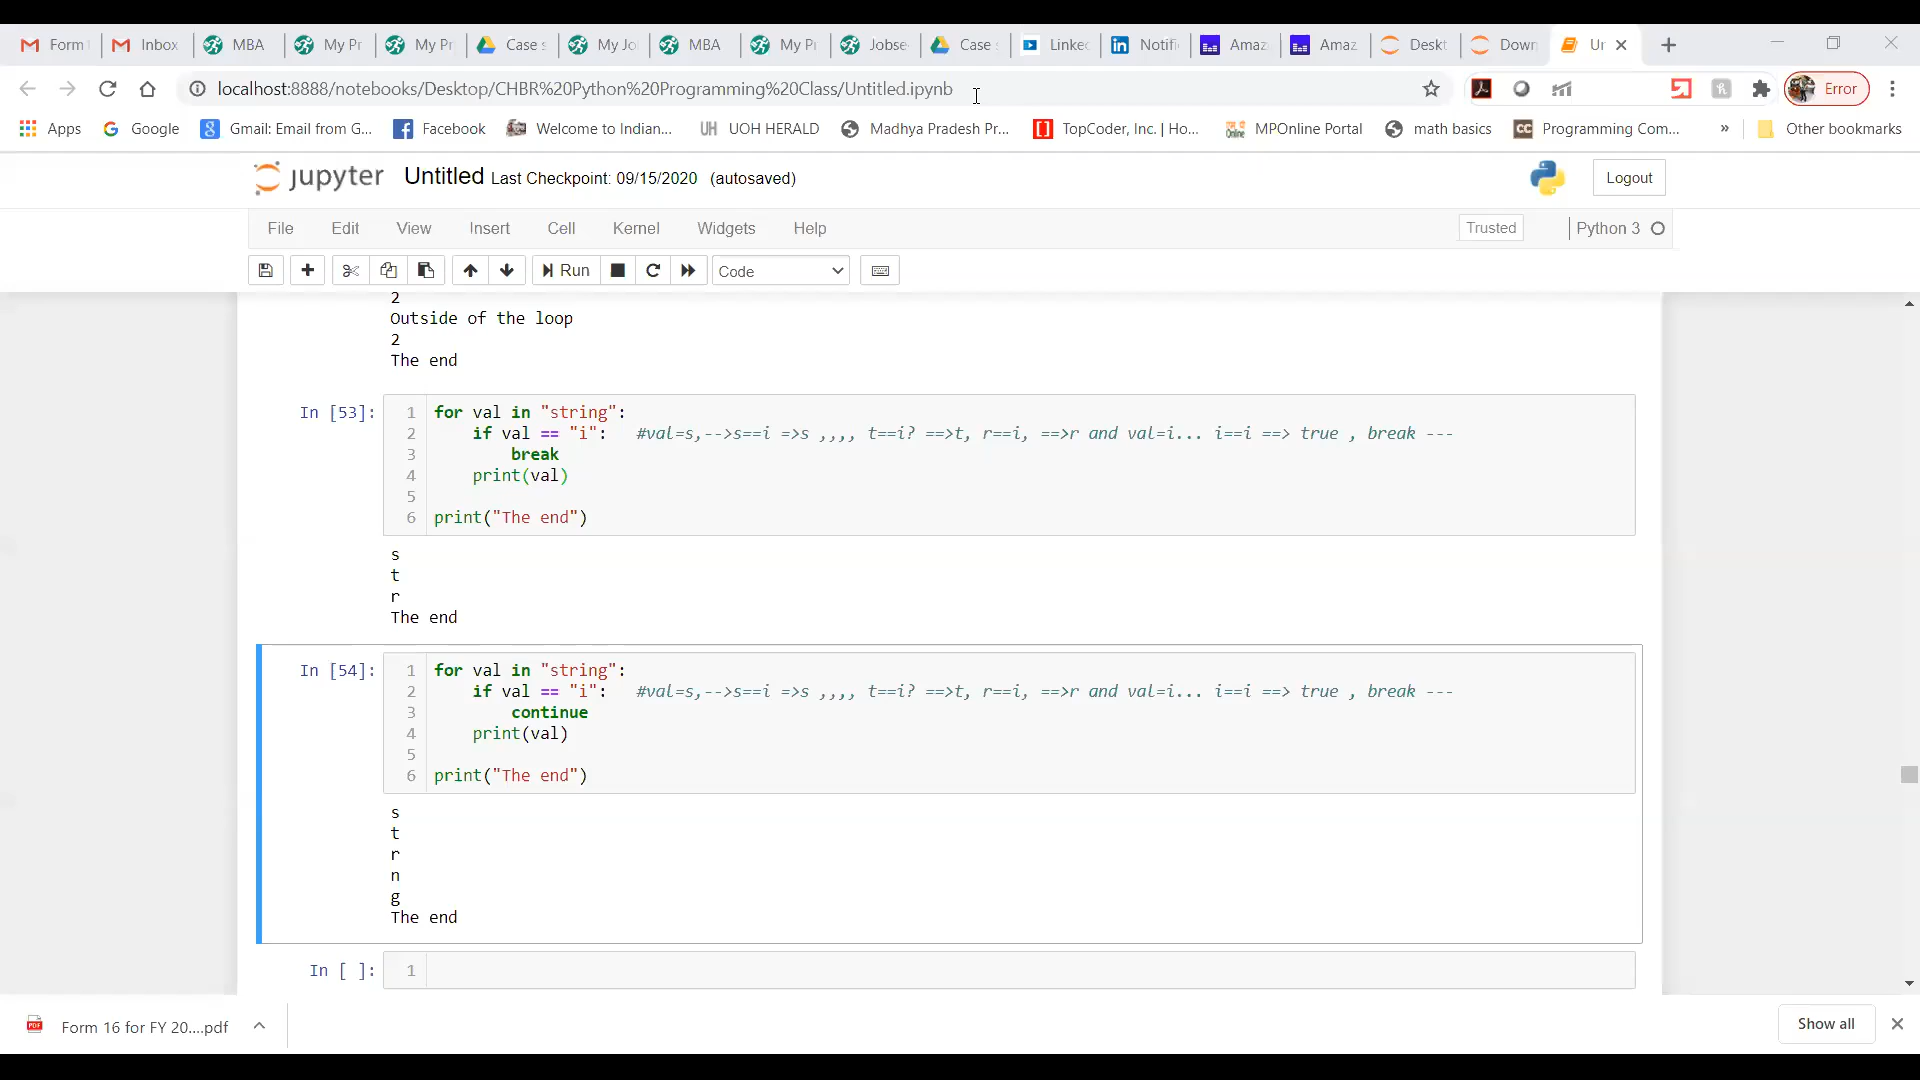 Form
Inbox
MBA
My Pr
My Pr
Case s
My Jo
MBA
My Pr
Jobse
Case
Linke
Notifi
Amaz
Amaz
Deskt
Down
Ur
localhost:8888/notebooks/Desktop/CHBR%20Python%20Programming%20Class/Untitled.ipynb
Error
Apps
Google
Gmail: Email from G...
Facebook
Welcome to Indian...
UH UOH HERALD
Madhya Pradesh Pr...
TopCoder, Inc. | Ho...
MPOnline Portal
math basics
CC Programming Com...
»
Other bookmarks
jupyter Untitled Last Checkpoint: 09/15/2020 (autosaved)
Logout
File Edit View Insert Cell Kernel Widgets Help
Trusted
Python 3
Run
Code
2
Outside of the loop
2
The end
In [53]:
1 for val in "string":
2 if val == "i": #val=s,-->s==i =>s ,,,, t==i? ==>t, r==i, ==>r and val=i... i==i ==> true , break ---
3 break
4 print(val)
5
6 print("The end")
s
t
r
The end
In [54]:
1 for val in "string":
2 if val == "i": #val=s,-->s==i =>s ,,,, t==i? ==>t, r==i, ==>r and val=i... i==i ==> true , break ---
3 continue
4 print(val)
5
6 print("The end")
s
t
r
n
g
The end
In [ ]:
1
PDF
Form 16 for FY 20....pdf
Show all